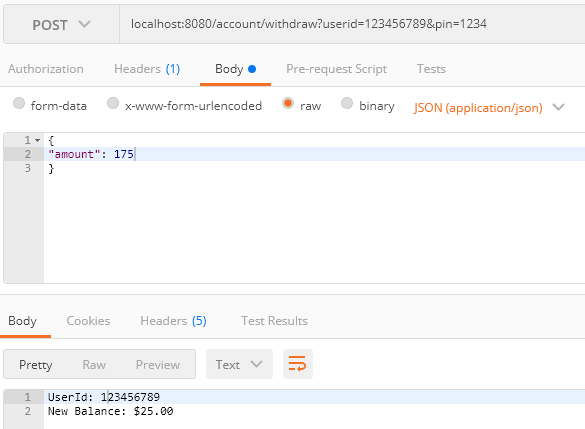 POST localhost:8080/account/withdraw?userid=123456789&pin=1234
Authorization Headers (1) Body Pre-request Script Tests
form-data x-www-form-urlencoded raw binary JSON (application/json)
1 {
2 "amount": 175
3 }
Body Cookies Headers (5) Test Results
Pretty Raw Preview Text
1 UserId: 123456789
2 New Balance: $25.00